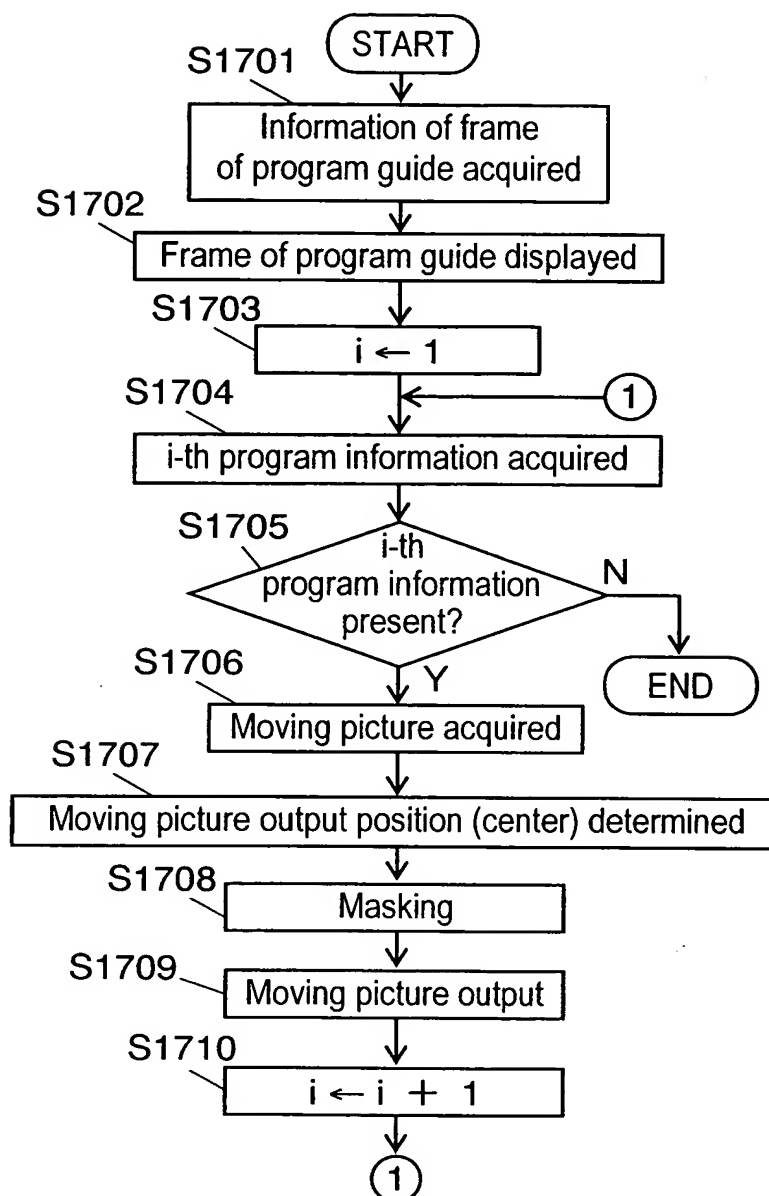 START
S1701
Information of frame
of program guide acquired
S1702
Frame of program guide displayed
S1703
i ← 1
1
S1704
i-th program information acquired
S1705
i-th
program information
present?
N
END
Y
S1706
Moving picture acquired
S1707
Moving picture output position (center) determined
S1708
Masking
S1709
Moving picture output
S1710
i ← i + 1
1